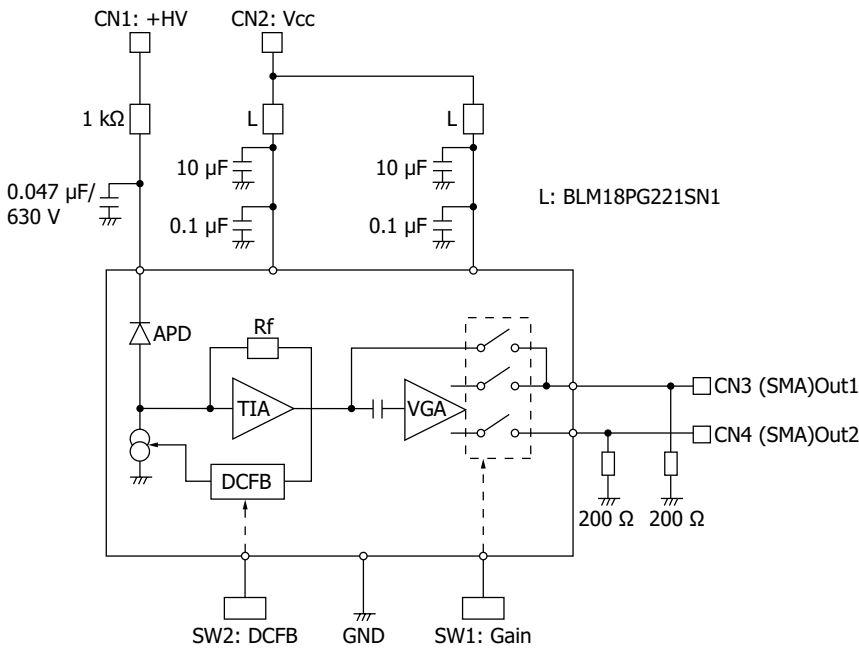 CN1: +HV
CN2: Vcc
1 kΩ
L
L
10 µF
10 µF
0.047 µF/
630 V
L: BLM18PG221SN1
0.1 µF
0.1 µF
APD
Rf
TIA
VGA
CN3 (SMA)Out1
CN4 (SMA)Out2
DCFB
200 Ω
200 Ω
SW2: DCFB
GND
SW1: Gain